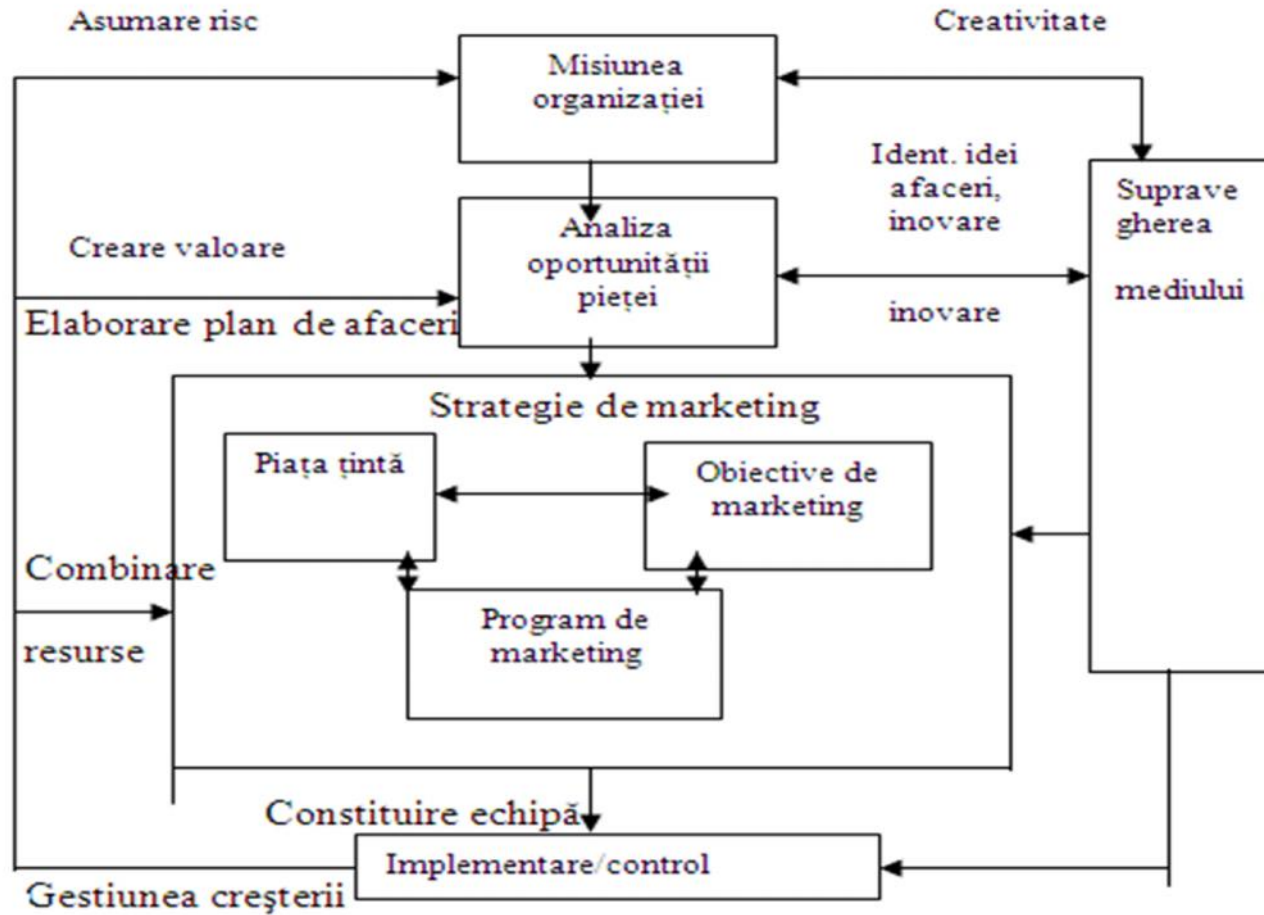 Asumare risc
Creativitate
Misiunea
organizației
Ident. idei
afaceri,
inovare
Suprave
gherea
mediului
Analiza
oportunității
pieței
Creare valoare
inovare
Elaborare plan de afaceri
Strategie de marketing
Piața țintă
Obiective de
marketing
Combinare
resurse
Program de
marketing
Constituire echipă
Implementare/control
Gestiunea creşterii